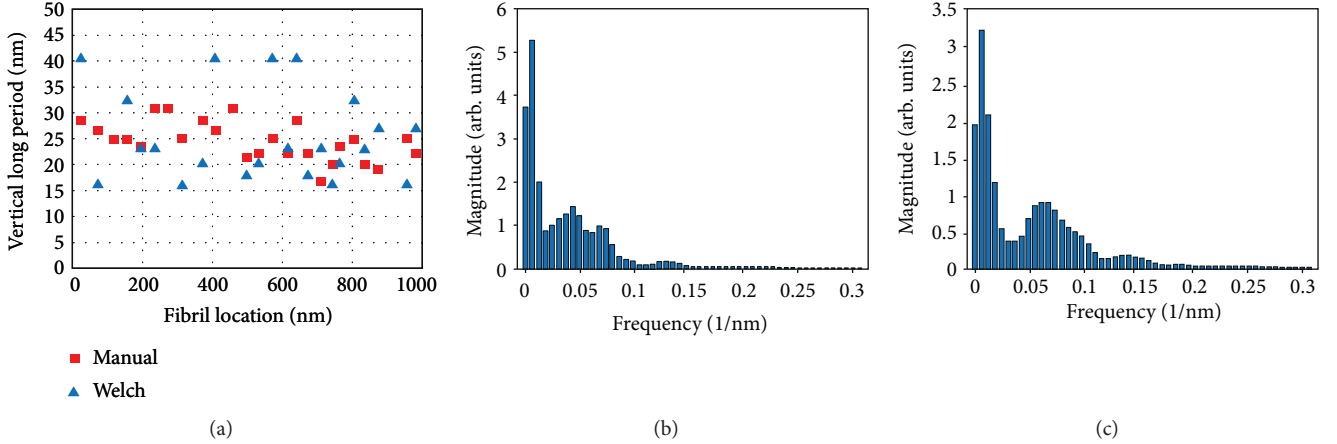 50
45
40
35
30
25
20
15
10
5
0
Vertical long period (nm)
0 200 400 600 800 1000
Fibril location (nm)
Manual
Welch
(a)
6
5
4
3
2
1
0
Magnitude (arb. units)
0 0.05 0.1 0.15 0.2 0.25 0.3
Frequency (1/nm)
(b)
3.5
3
2.5
2
1.5
1
0.5
0
Magnitude (arb. units)
0 0.05 0.1 0.15 0.2 0.25 0.3
Frequency (1/nm)
(c)